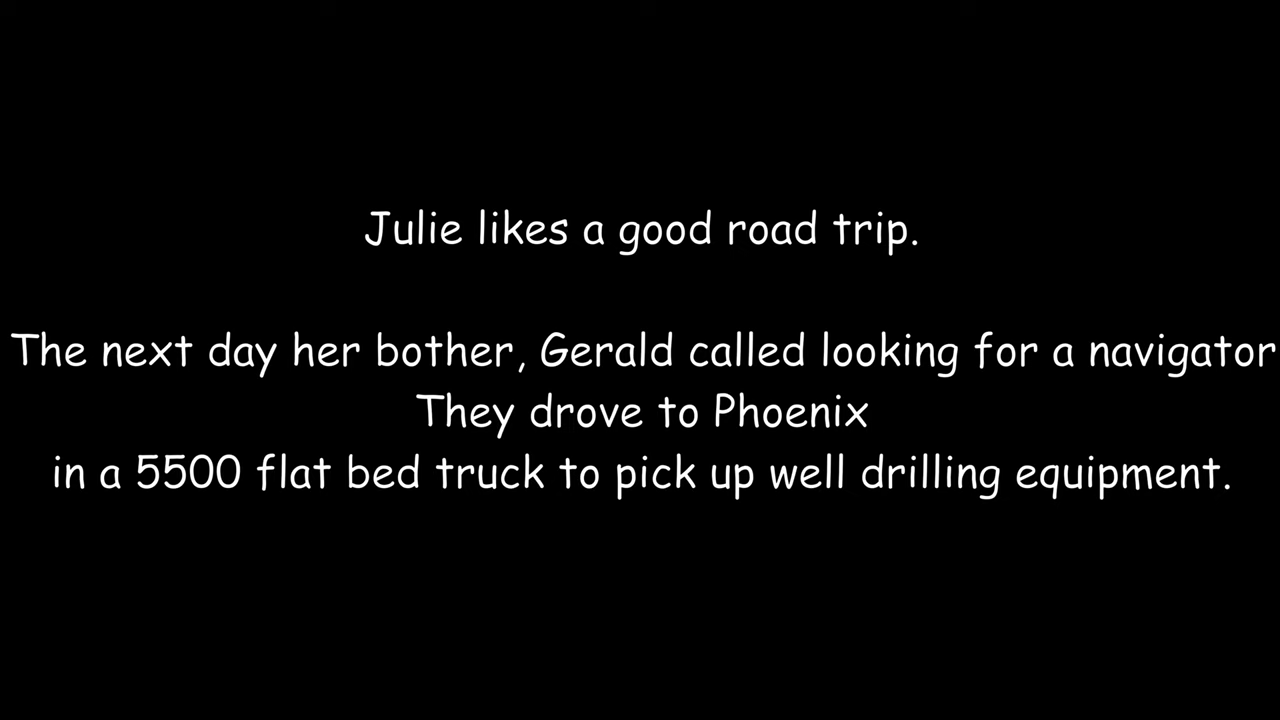 Julie likes a good road trip.
The next day her bother, Gerald called looking for a navigator
They drove to Phoenix
in a 5500 flat bed truck to pick up well drilling equipment.